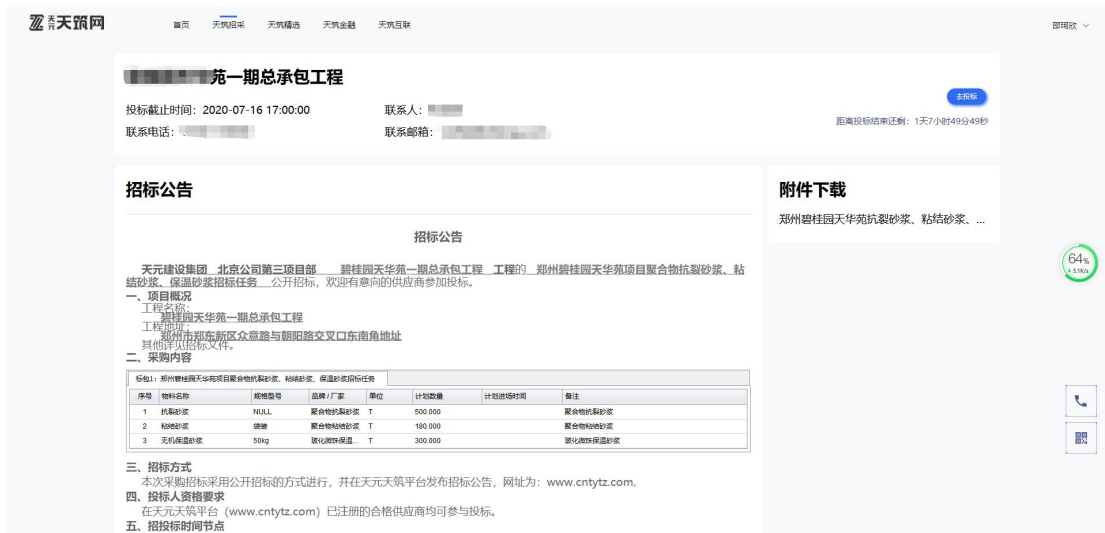 天元 天筑网
首页 天筑招采 天筑精选 天筑金融 天筑互联
邵珂欣
苑一期总承包工程
投标截止时间：2020-07-16 17:00:00 联系人：
联系电话： 联系邮箱：
去投标
距离投标结束还剩：1天7小时49分49秒
招标公告
招标公告
天元建设集团 北京公司第三项目部 碧桂园天华苑一期总承包工程 工程的 郑州碧桂园天华苑项目聚合物抗裂砂浆、粘
结砂浆、保温砂浆招标任务 公开招标，欢迎有意向的供应商参加投标。
一、项目概况
工程名称：
碧桂园天华苑一期总承包工程
工程地址：
郑州市郑东新区众意路与朝阳路交叉口东南角地址
其他详见招标文件。
二、采购内容
标包1：郑州碧桂园天华苑项目聚合物抗裂砂浆、粘结砂浆、保温砂浆招标任务
序号 物料名称 规格型号 品牌/厂家 单位 计划数量 计划进场时间 备注
1 抗裂砂浆 NULL 聚合物抗裂砂浆 T 500.000 聚合物抗裂砂浆
2 粘结砂浆 袋装 聚合物粘结砂浆 T 180.000 聚合物粘结砂浆
3 无机保温砂浆 50kg 玻化微珠保温... T 300.000 玻化微珠保温砂浆
三、招标方式
本次采购招标采用公开招标的方式进行，并在天元天筑平台发布招标公告，网址为：www.cntytz.com。
四、投标人资格要求
在天元天筑平台（www.cntytz.com）已注册的合格供应商均可参与投标。
五、招投标时间节点
附件下载
郑州碧桂园天华苑抗裂砂浆、粘结砂浆、...
64%
5.1K/s